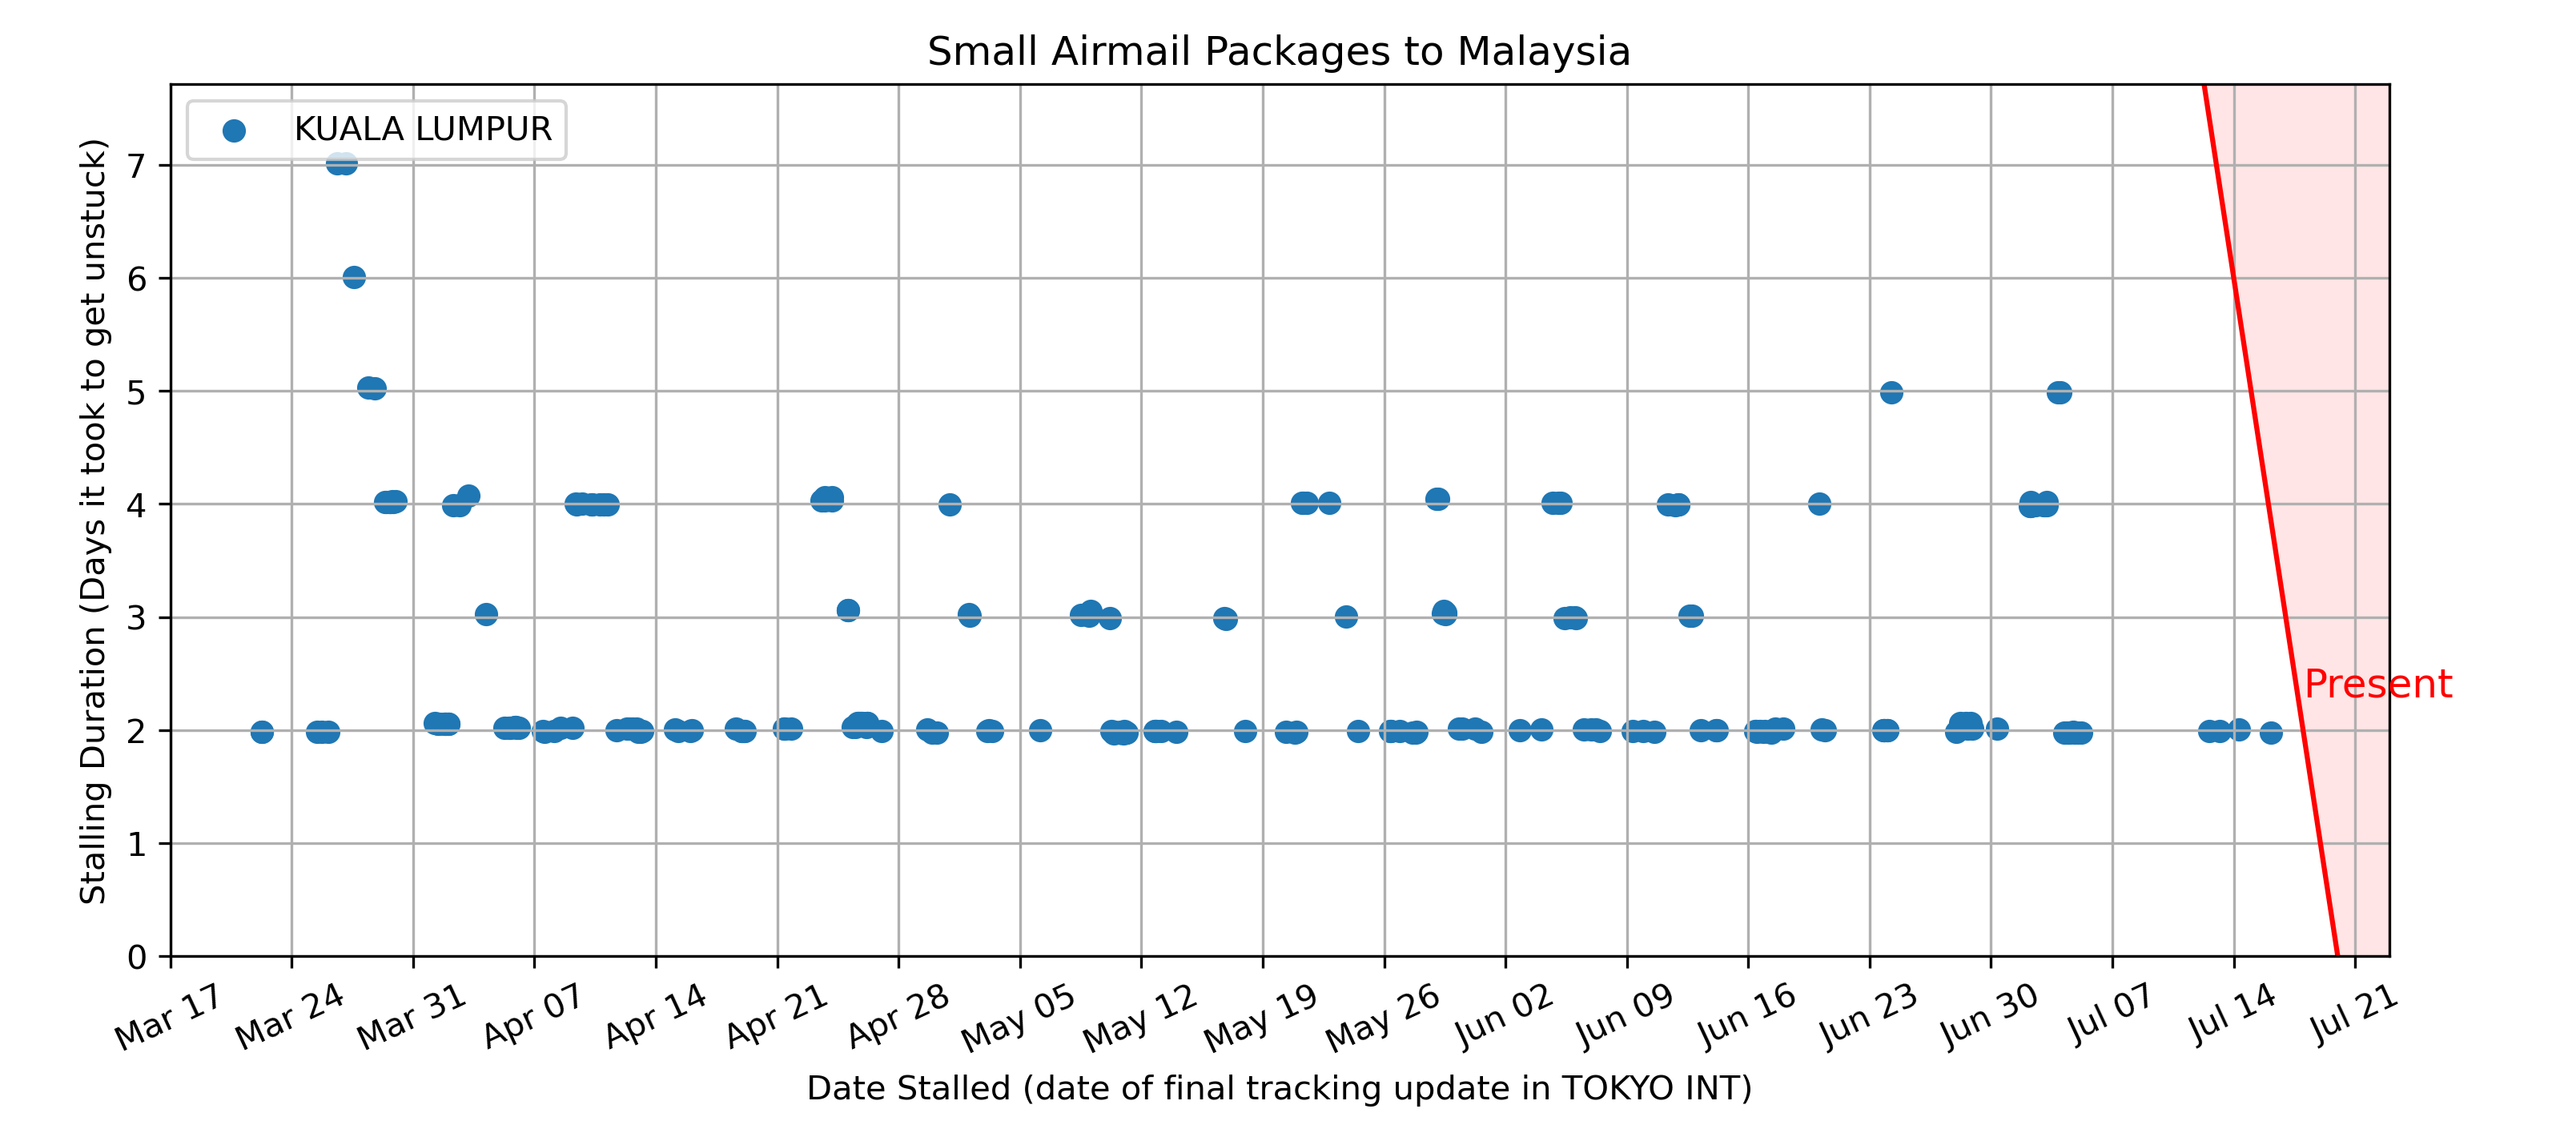 Small Airmail Packages to Malaysia
KUALA LUMPUR
Stalling Duration (Days it took to get unstuck)
7
6
5
4
3
2
1
0
Present
Mar 17
Mar 24
Mar 31
Apr 07
Apr 14
Apr 21
Apr 28
May 05
May 12
May 19
May 26
Jun 02
Jun 09
Jun 16
Jun 23
Jun 30
Jul 07
Jul 14
Jul 21
Date Stalled (date of final tracking update in TOKYO INT)